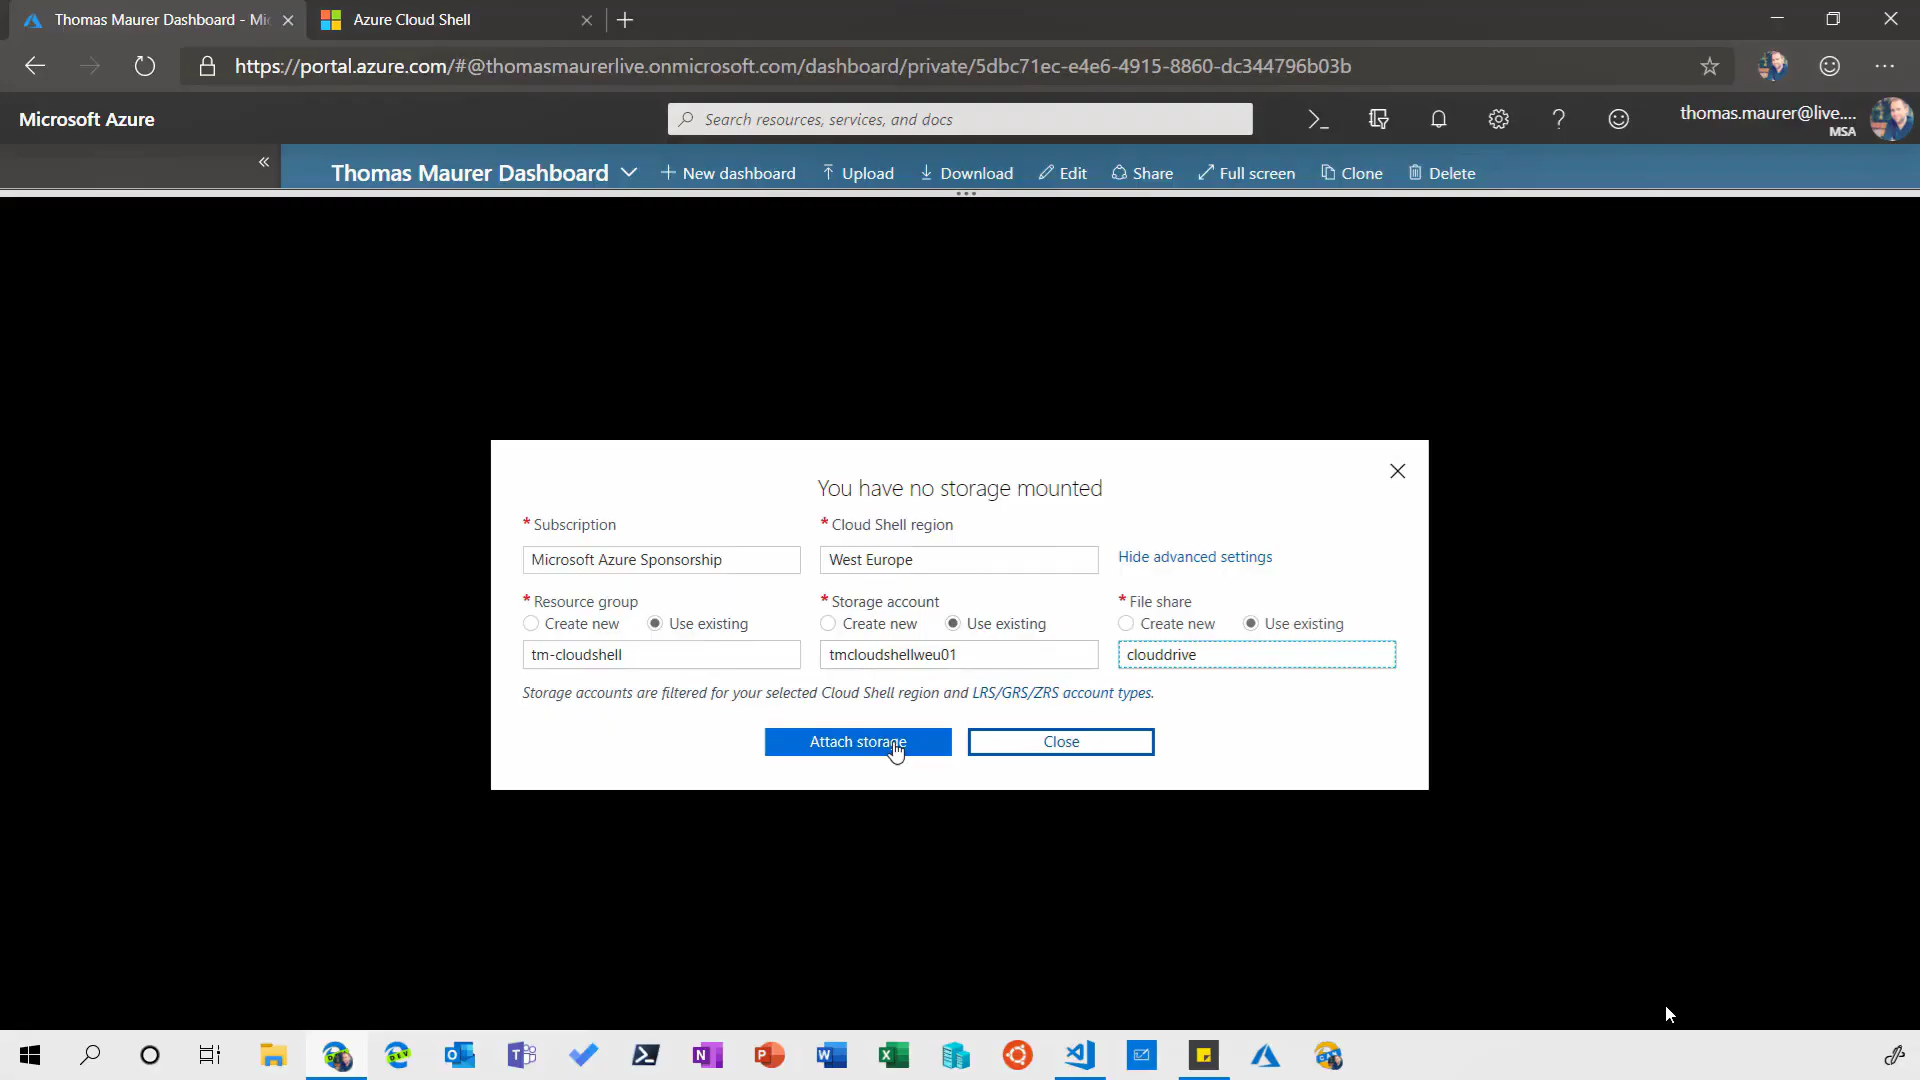 Thomas Maurer Dashboard - Mi
Azure Cloud Shell
https://portal.azure.com/#@thomasmaurerlive.onmicrosoft.com/dashboard/private/5dbc71ec-e4e6-4915-8860-dc344796b03b
Microsoft Azure
Search resources, services, and docs
thomas.maurer@live....
MSA
Thomas Maurer Dashboard
New dashboard
Upload
Download
Edit
Share
Full screen
Clone
Delete
You have no storage mounted
* Subscription
* Cloud Shell region
Microsoft Azure Sponsorship
West Europe
Hide advanced settings
* Resource group
* Storage account
* File share
Create new
Use existing
Create new
Use existing
Create new
Use existing
tm-cloudshell
tmcloudshellweu01
clouddrive
Storage accounts are filtered for your selected Cloud Shell region and LRS/GRS/ZRS account types.
Attach storage
Close